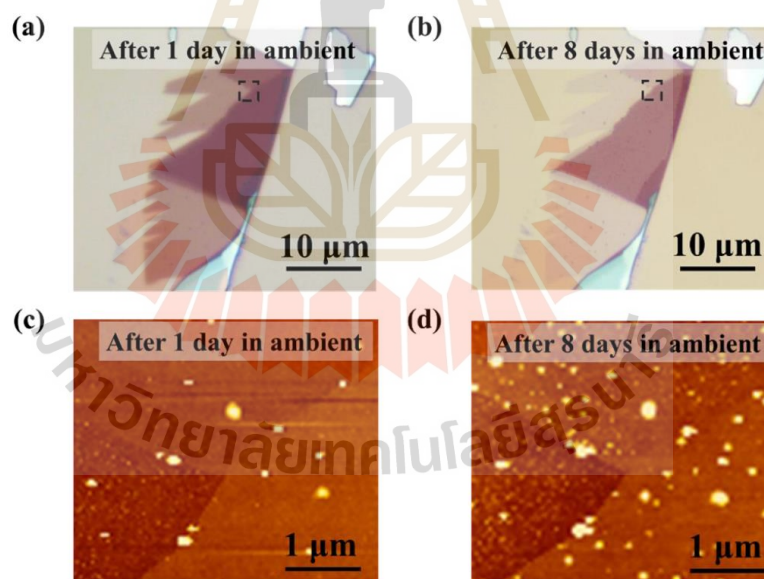 (a)
After 1 day in ambient
10 µm
(b)
After 8 days in ambient
10 µm
(c)
After 1 day in ambient
1 µm
(d)
After 8 days in ambient
1 µm
มหาวิทยาลัยเทคโนโลยีสุรนารี